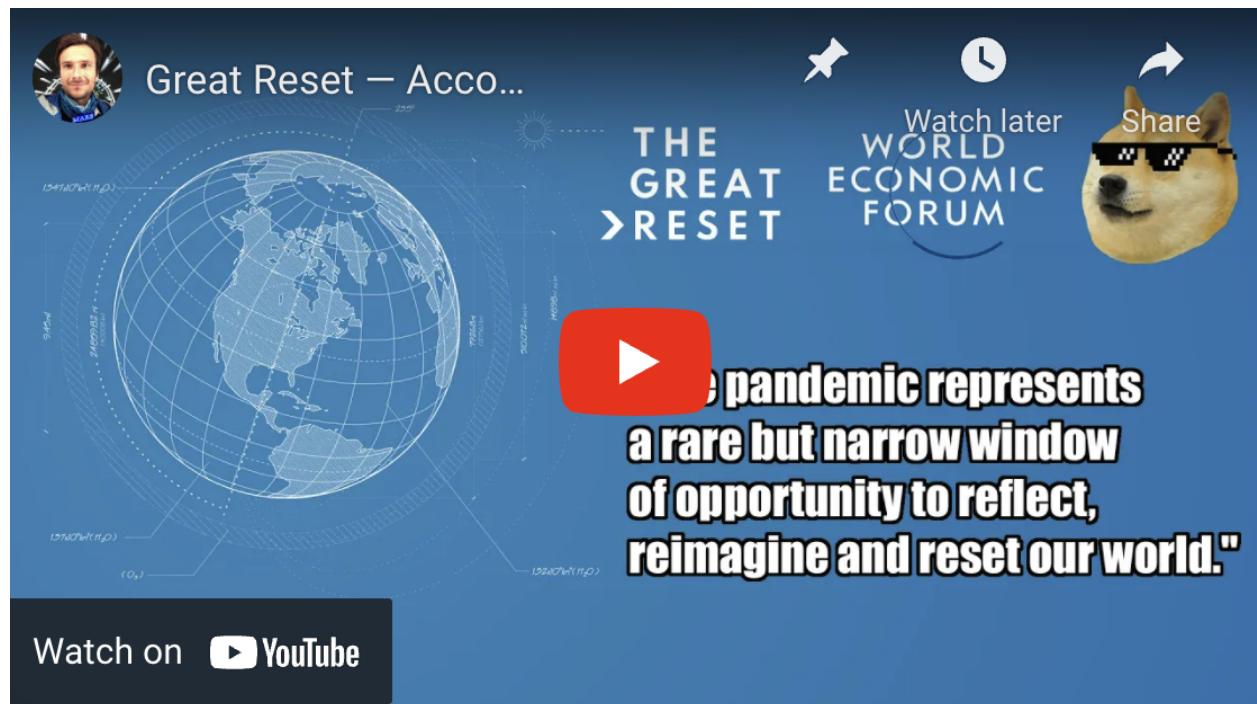 Great Reset — Acco...
Watch later
Share
THE
GREAT
RESET
WORLD
ECONOMIC
FORUM
pandemic represents
a rare but narrow window
of opportunity to reflect,
reimagine and reset our world."
(O₃)
Watch on YouTube